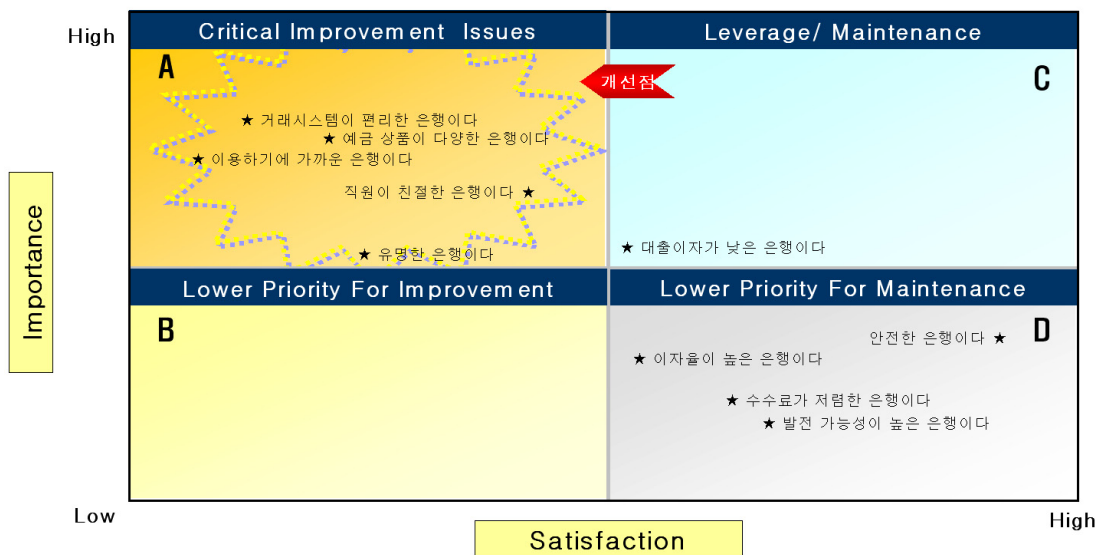 High
Critical Improvement Issues
Leverage/ Maintenance
A
개선점
C
★ 거래시스템이 편리한 은행이다
★ 예금 상품이 다양한 은행이다
★ 이용하기에 가까운 은행이다
직원이 친절한 은행이다 ★
★ 유명한 은행이다
★ 대출이자가 낮은 은행이다
Importance
Lower Priority For Improvement
Lower Priority For Maintenance
B
D
안전한 은행이다 ★
★ 이자율이 높은 은행이다
★ 수수료가 저렴한 은행이다
★ 발전 가능성이 높은 은행이다
Low
High
Satisfaction